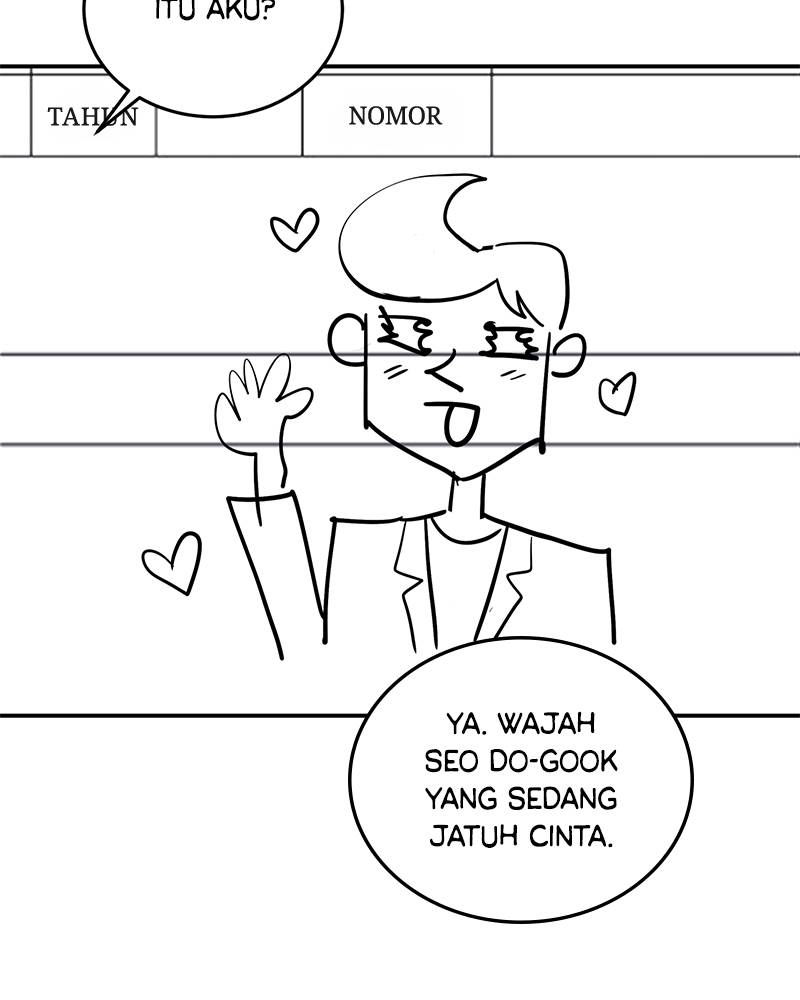 ITU AKU?
TAHUN
NOMOR
YA. WAJAH
SEO DO-GOOK
YANG SEDANG
JATUH CINTA.